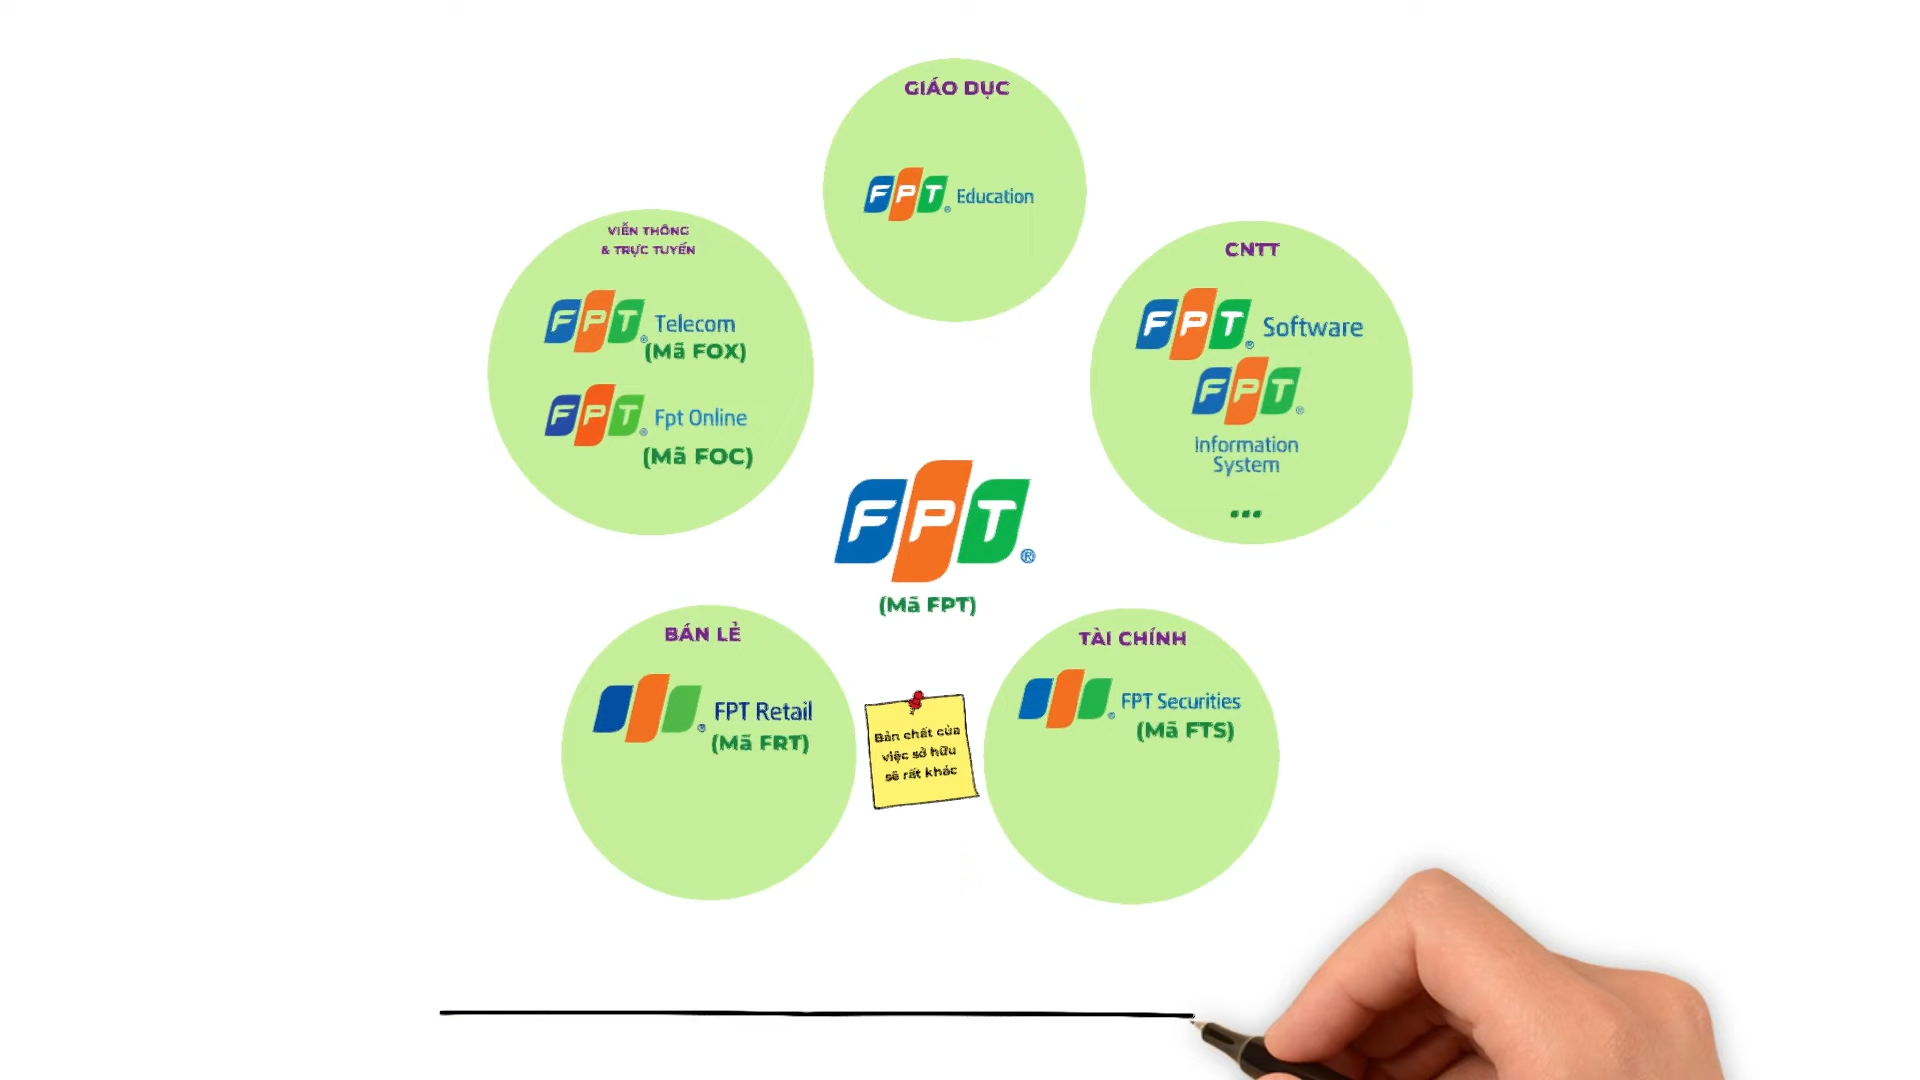 GIÁO DỤC
FPT® Education
VIỄN THÔNG
& TRỰC TUYẾN
FPT® Telecom
(Mã FOX)
FPT® Fpt Online
(Mã FOC)
CNTT
FPT® Software
FPT®
Information
System
...
FPT®
(Mã FPT)
BÁN LẺ
® FPT Retail
(Mã FRT)
Bản chất của
việc sở hữu
sẽ rất khác
TÀI CHÍNH
® FPT Securities
(Mã FTS)